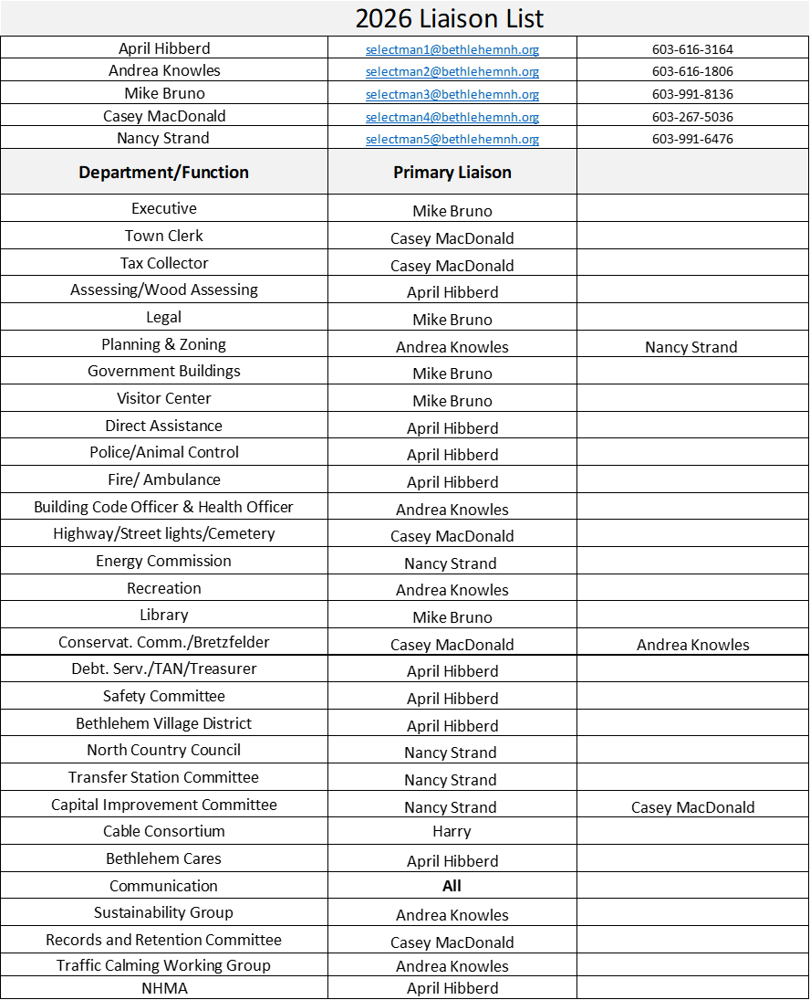 2026 Liaison List
April Hibberd selectman1@bethlehemnh.org 603-616-3164
Andrea Knowles selectman2@bethlehemnh.org 603-616-1806
Mike Bruno selectman3@bethlehemnh.org 603-991-8136
Casey MacDonald selectman4@bethlehemnh.org 603-267-5036
Nancy Strand selectman5@bethlehemnh.org 603-991-6476
Department/Function Primary Liaison
Executive Mike Bruno
Town Clerk Casey MacDonald
Tax Collector Casey MacDonald
Assessing/Wood Assessing April Hibberd
Legal Mike Bruno
Planning & Zoning Andrea Knowles Nancy Strand
Government Buildings Mike Bruno
Visitor Center Mike Bruno
Direct Assistance April Hibberd
Police/Animal Control April Hibberd
Fire/ Ambulance April Hibberd
Building Code Officer & Health Officer Andrea Knowles
Highway/Street lights/Cemetery Casey MacDonald
Energy Commission Nancy Strand
Recreation Andrea Knowles
Library Mike Bruno
Conservat. Comm./Bretzfelder Casey MacDonald Andrea Knowles
Debt. Serv./TAN/Treasurer April Hibberd
Safety Committee April Hibberd
Bethlehem Village District April Hibberd
North Country Council Nancy Strand
Transfer Station Committee Nancy Strand
Capital Improvement Committee Nancy Strand Casey MacDonald
Cable Consortium Harry
Bethlehem Cares April Hibberd
Communication All
Sustainability Group Andrea Knowles
Records and Retention Committee Casey MacDonald
Traffic Calming Working Group Andrea Knowles
NHMA April Hibberd